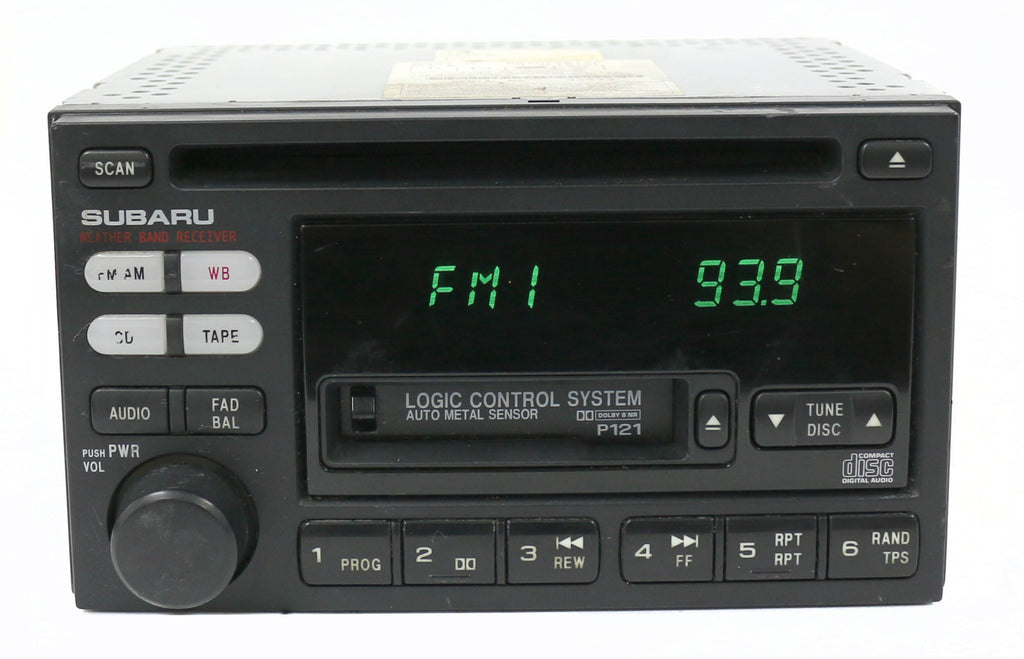 SCAN
SUBARU
WEATHER BAND RECEIVER
FM AM
WB
CD
TAPE
AUDIO
FAD
BAL
PUSH PWR
VOL
FM1
93.9
LOGIC CONTROL SYSTEM
AUTO METAL SENSOR
DOLBY B NR
P121
TUNE
DISC
COMPACT
disc
DIGITAL AUDIO
1 PROG
2
3 REW
4 FF
5 RPT
RPT
6 RAND
TPS